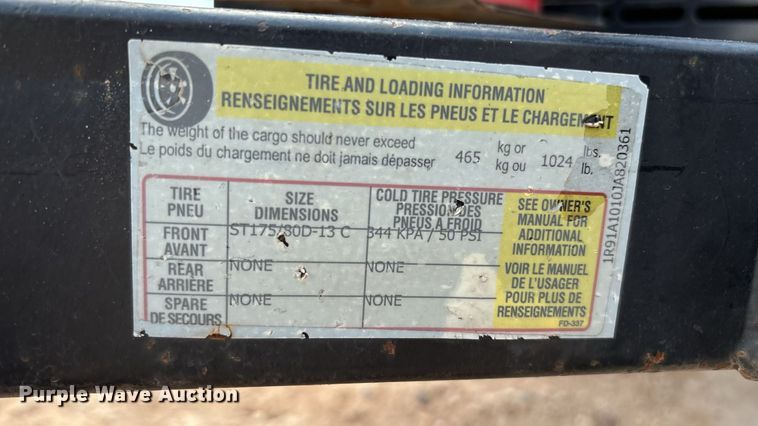 TIRE AND LOADING INFORMATION
RENSEIGNEMENTS SUR LES PNEUS ET LE CHARGEMENT
The weight of the cargo should never exceed 465 kg or 1024 lbs.
Le poids du chargement ne doit jamais dépasser kg ou lb.
TIRE
PNEU
SIZE
DIMENSIONS
COLD TIRE PRESSURE
PRESSION DES
PNEUS A FROID
FRONT
AVANT
ST175/80D-13 C
344 KPA / 50 PSI
REAR
ARRIÈRE
NONE
NONE
SPARE
DE SECOURS
NONE
NONE
SEE OWNER'S
MANUAL FOR
ADDITIONAL
INFORMATION
VOIR LE MANUEL
DE L'USAGER
POUR PLUS DE
RENSEIGNEMENTS
FD-337
1R91A1010JA820361
Purple Wave Auction